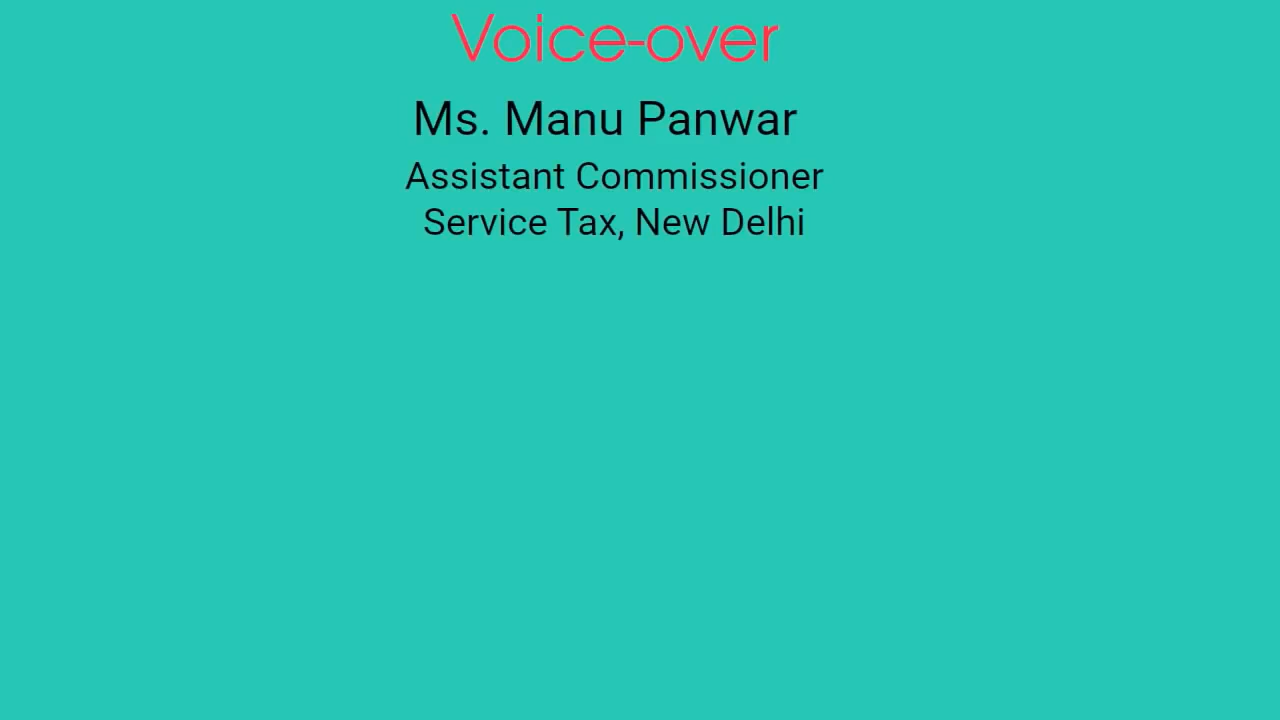 Voice-over
Ms. Manu Panwar
Assistant Commissioner
Service Tax, New Delhi